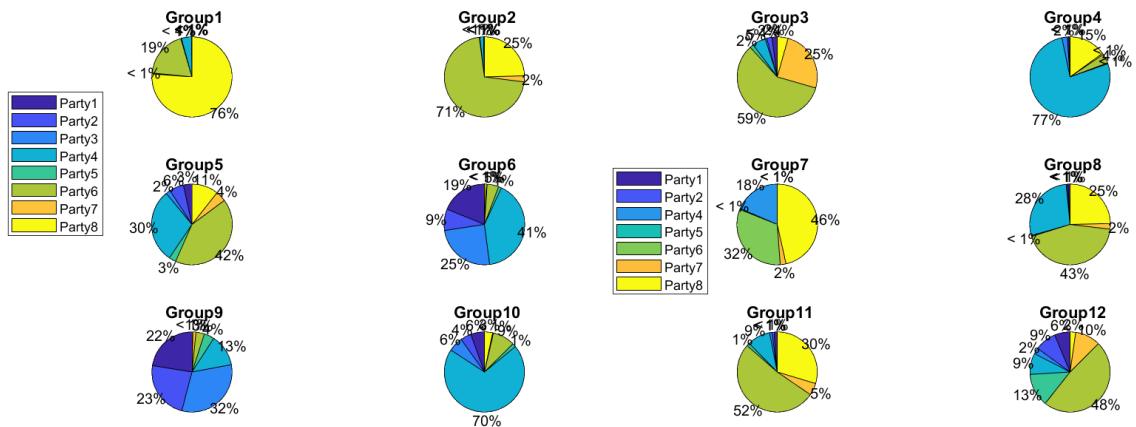 Group1
19%
< 1%
76%
Group2
25%
2%
71%
Group3
25%
2%
59%
Group4
15%
< 1%
< 1%
77%
Party1
Party2
Party3
Party4
Party5
Party6
Party7
Party8
Group5
3%
11%
6%
2%
4%
30%
42%
3%
Group6
19%
9%
41%
25%
Party1
Party2
Party4
Party5
Party6
Party7
Party8
Group7
< 1%
18%
< 1%
46%
32%
2%
Group8
25%
28%
2%
< 1%
43%
Group9
22%
13%
23%
32%
Group10
6%
4%
6%
9%
1%
70%
Group11
30%
9%
1%
5%
52%
Group12
6%
2%
10%
9%
2%
9%
13%
48%